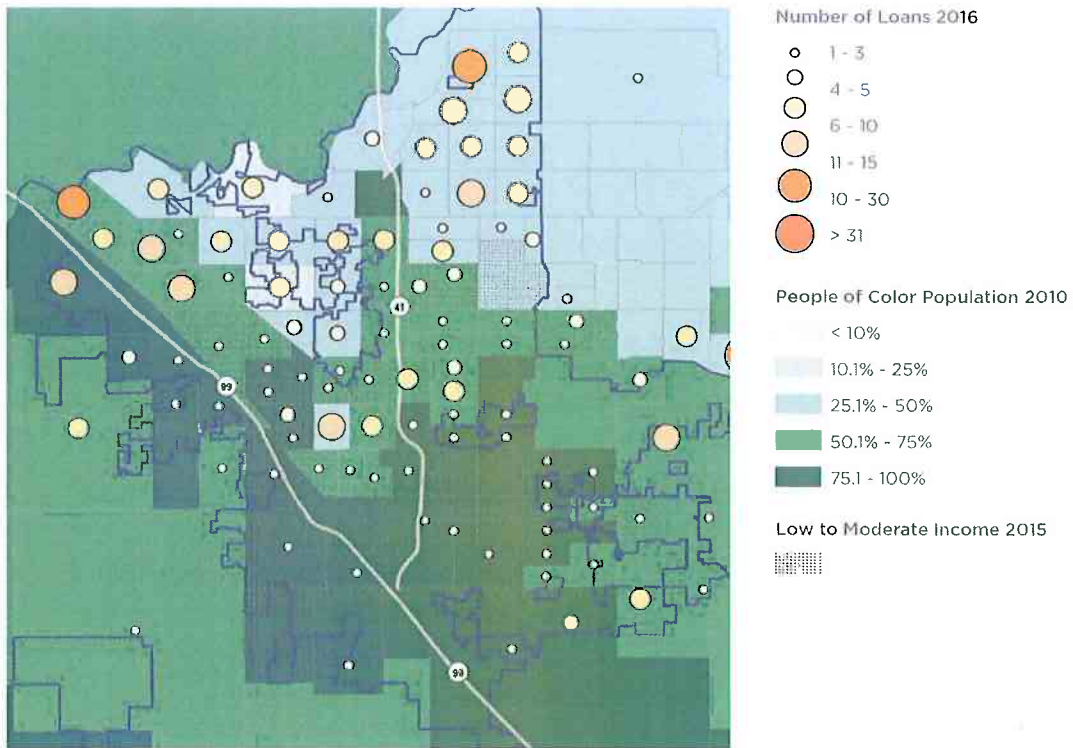 Number of Loans 2016
1 - 3
4 - 5
6 - 10
11 - 15
10 - 30
> 31
People of Color Population 2010
< 10%
10.1% - 25%
25.1% - 50%
50.1% - 75%
75.1 - 100%
Low to Moderate Income 2015
41
99
99